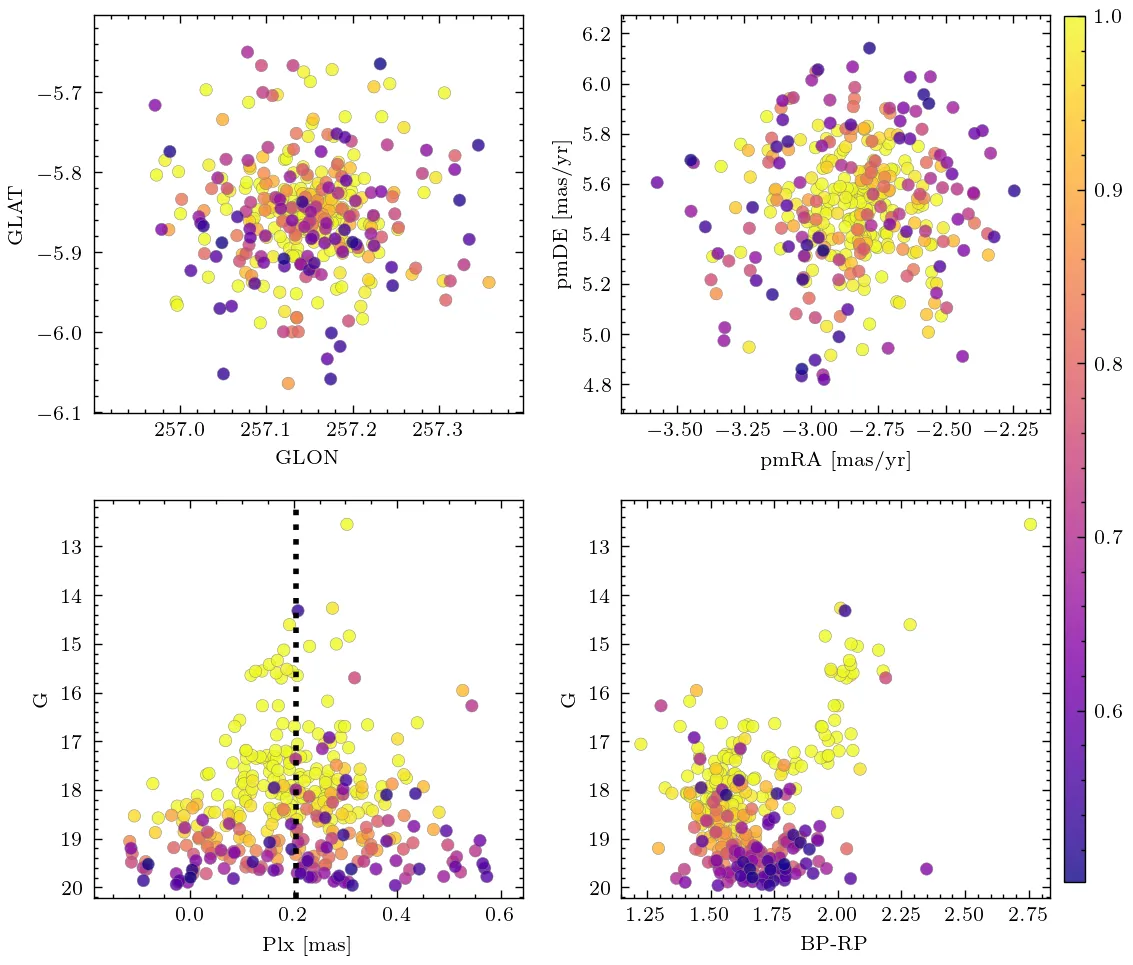 −5.7
−5.8
−5.9
−6.0
−6.1
GLAT
257.0 257.1 257.2 257.3
GLON
6.2
6.0
5.8
5.6
5.4
5.2
5.0
4.8
pmDE [mas/yr]
−3.50 −3.25 −3.00 −2.75 −2.50 −2.25
pmRA [mas/yr]
1.0
0.9
0.8
0.7
0.6
13
14
15
16
17
18
19
20
G
0.0 0.2 0.4 0.6
Plx [mas]
13
14
15
16
17
18
19
20
G
1.25 1.50 1.75 2.00 2.25 2.50 2.75
BP-RP